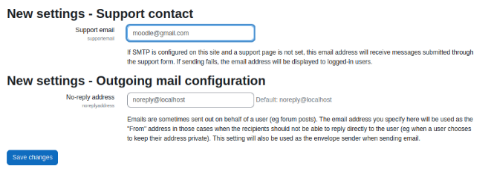 New settings - Support contact
Support email
supportemail
moodle@gmail.com
If SMTP is configured on this site and a support page is not set, this email address will receive messages submitted through
the support form. If sending fails, the email address will be displayed to logged-in users.
New settings - Outgoing mail configuration
No-reply address
noreplyaddress
noreply@localhost Default: noreply@localhost
Emails are sometimes sent out on behalf of a user (eg forum posts). The email address you specify here will be used as the
"From" address in those cases when the recipients should not be able to reply directly to the user (eg when a user chooses
to keep their address private). This setting will also be used as the envelope sender when sending email.
Save changes